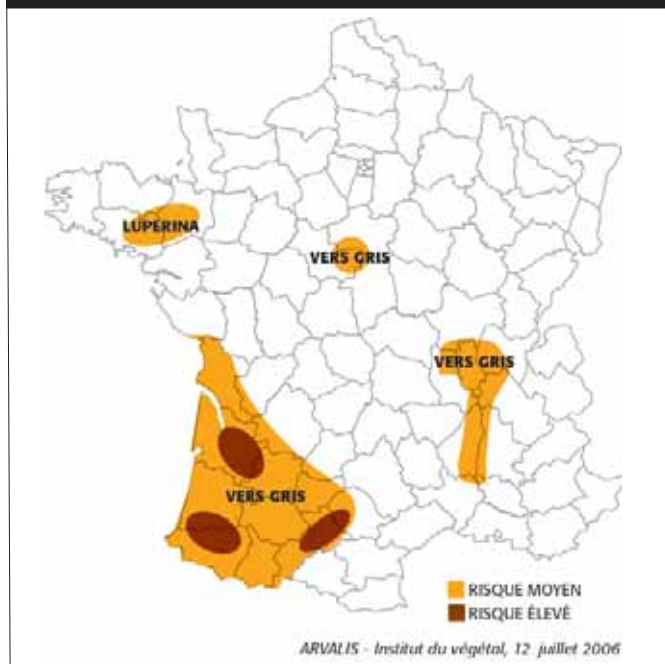 LUPÉRINA
VERS GRIS
VERS GRIS
VERS GRIS
RISQUE MOYEN
RISQUE ÉLEVÉ
ARVALIS - Institut du végétal, 12 juillet 2006